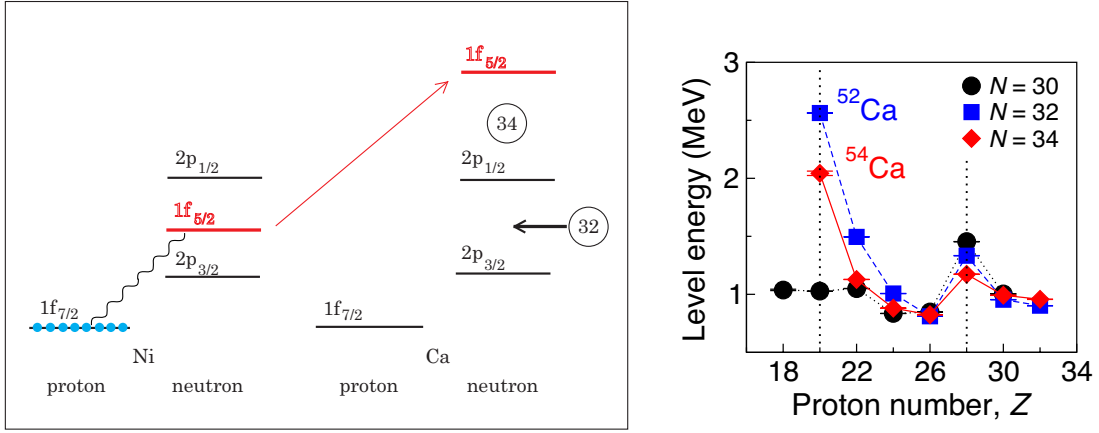 1f5/2
34
2p1/2
2p1/2
1f5/2
32
2p3/2
2p3/2
1f7/2
1f7/2
Ni
Ca
proton
neutron
proton
neutron
3
2
1
Level energy (MeV)
52Ca
54Ca
N = 30
N = 32
N = 34
18 22 26 30 34
Proton number, Z